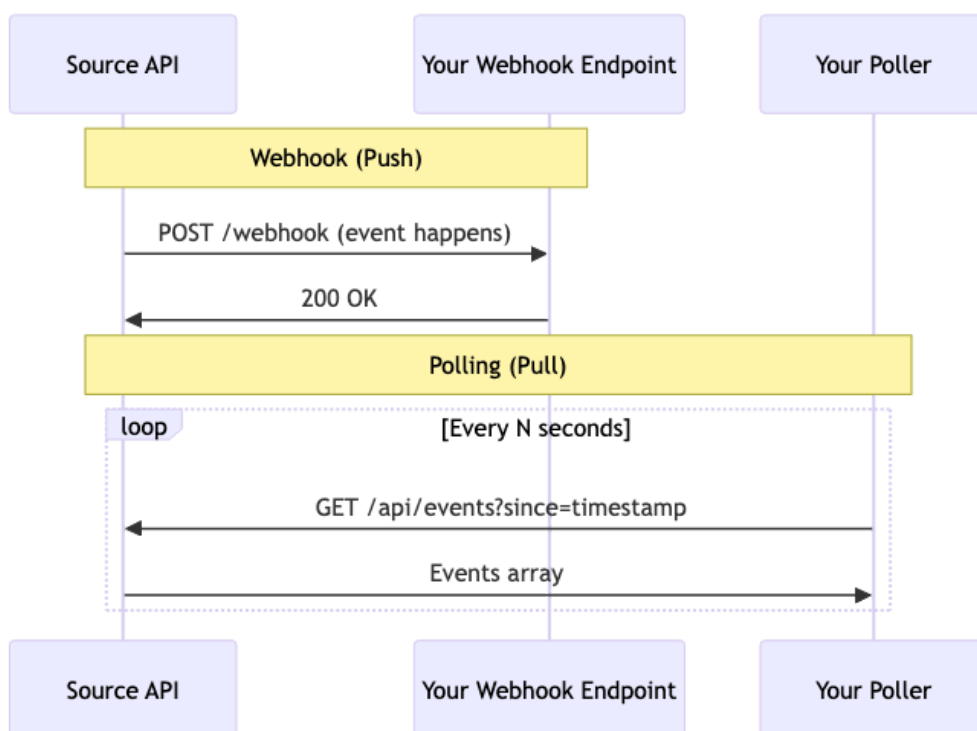 Source API
Your Webhook Endpoint
Your Poller
Webhook (Push)
POST /webhook (event happens)
200 OK
Polling (Pull)
loop
[Every N seconds]
GET /api/events?since=timestamp
Events array
Source API
Your Webhook Endpoint
Your Poller